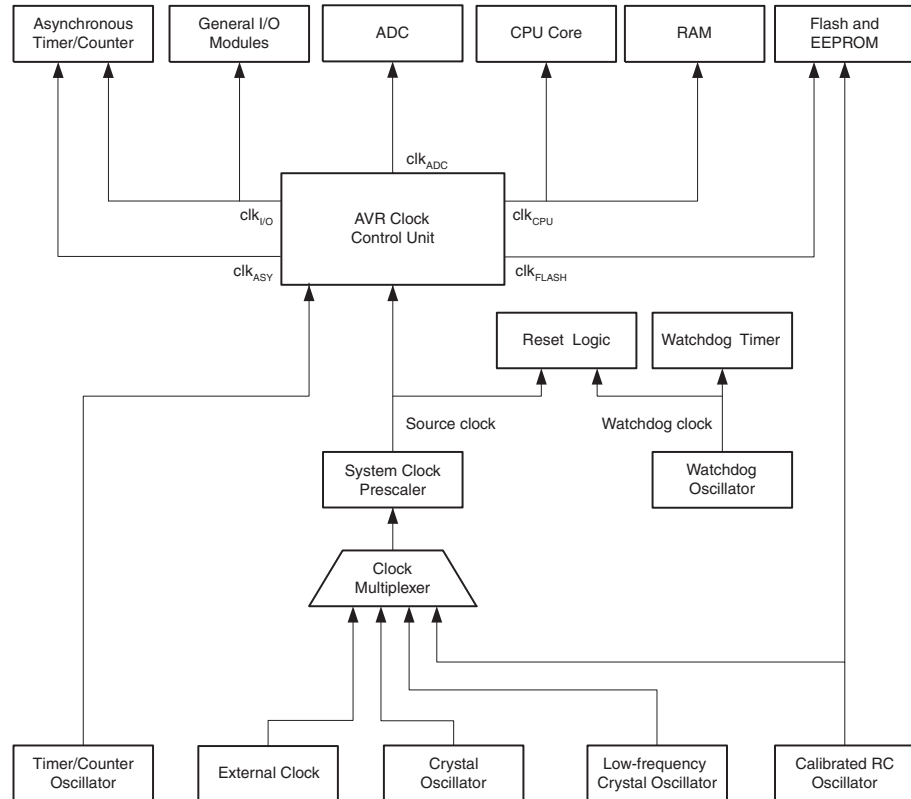 Asynchronous
Timer/Counter
General I/O
Modules
ADC
CPU Core
RAM
Flash and
EEPROM
clkADC
clkI/O
AVR Clock
Control Unit
clkCPU
clkASY
clkFLASH
Reset Logic
Watchdog Timer
Source clock
Watchdog clock
System Clock
Prescaler
Watchdog
Oscillator
Clock
Multiplexer
Timer/Counter
Oscillator
External Clock
Crystal
Oscillator
Low-frequency
Crystal Oscillator
Calibrated RC
Oscillator